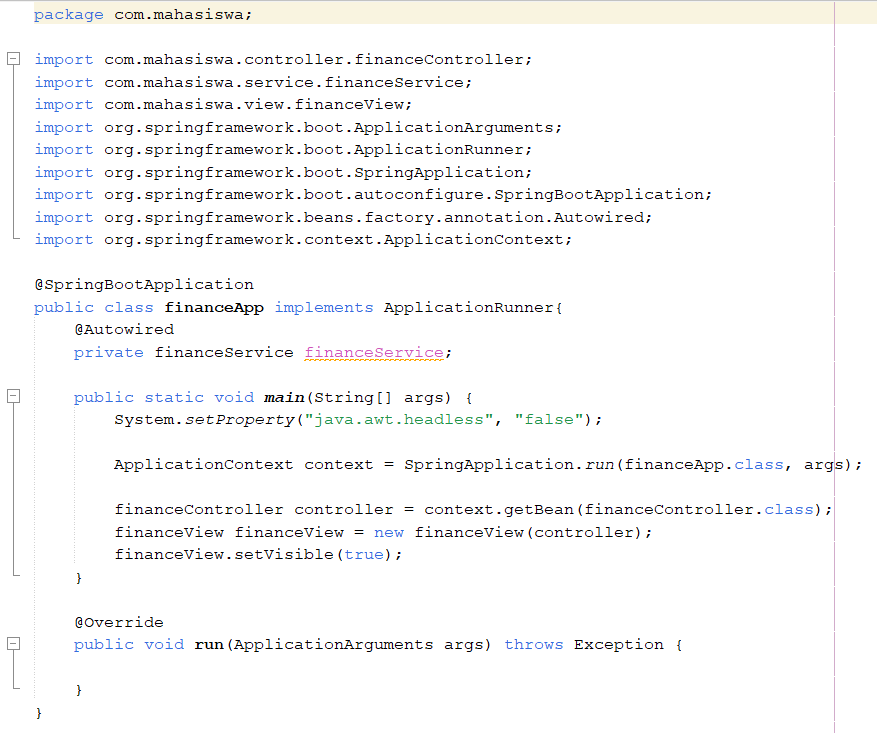 package com.mahasiswa;
import com.mahasiswa.controller.financeController;
import com.mahasiswa.service.financeService;
import com.mahasiswa.view.financeView;
import org.springframework.boot.ApplicationArguments;
import org.springframework.boot.ApplicationRunner;
import org.springframework.boot.SpringApplication;
import org.springframework.boot.autoconfigure.SpringBootApplication;
import org.springframework.beans.factory.annotation.Autowired;
import org.springframework.context.ApplicationContext;
@SpringBootApplication
public class financeApp implements ApplicationRunner{
@Autowired
private financeService financeService;
public static void main(String[] args) {
System.setProperty("java.awt.headless", "false");
ApplicationContext context = SpringApplication.run(financeApp.class, args);
financeController controller = context.getBean(financeController.class);
financeView financeView = new financeView(controller);
financeView.setVisible(true);
}
@Override
public void run(ApplicationArguments args) throws Exception {
}
}